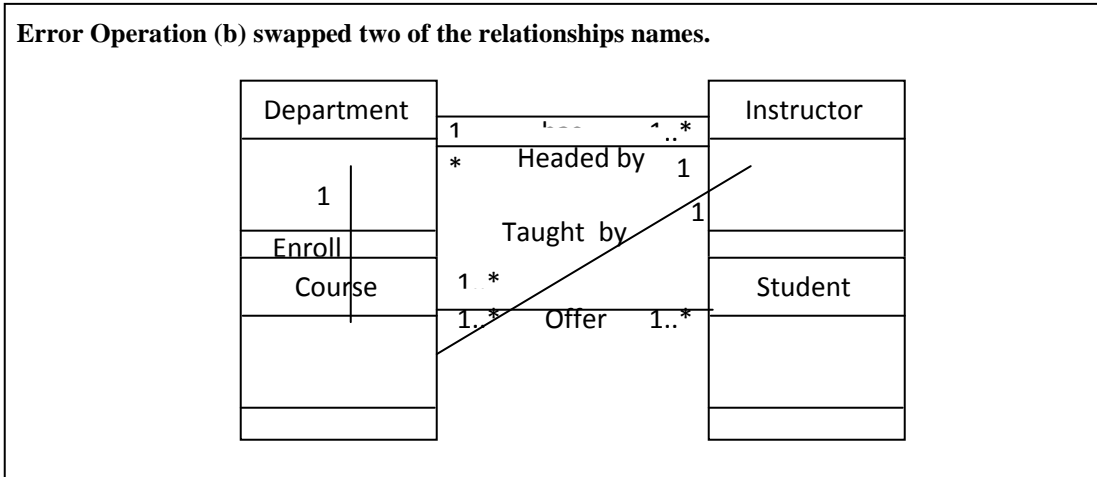 Error Operation (b) swapped two of the relationships names.
Department Instructor
1 1..*
* Headed by 1
1 1
Taught by
Enroll
Course 1..* Student
1..* Offer 1..*